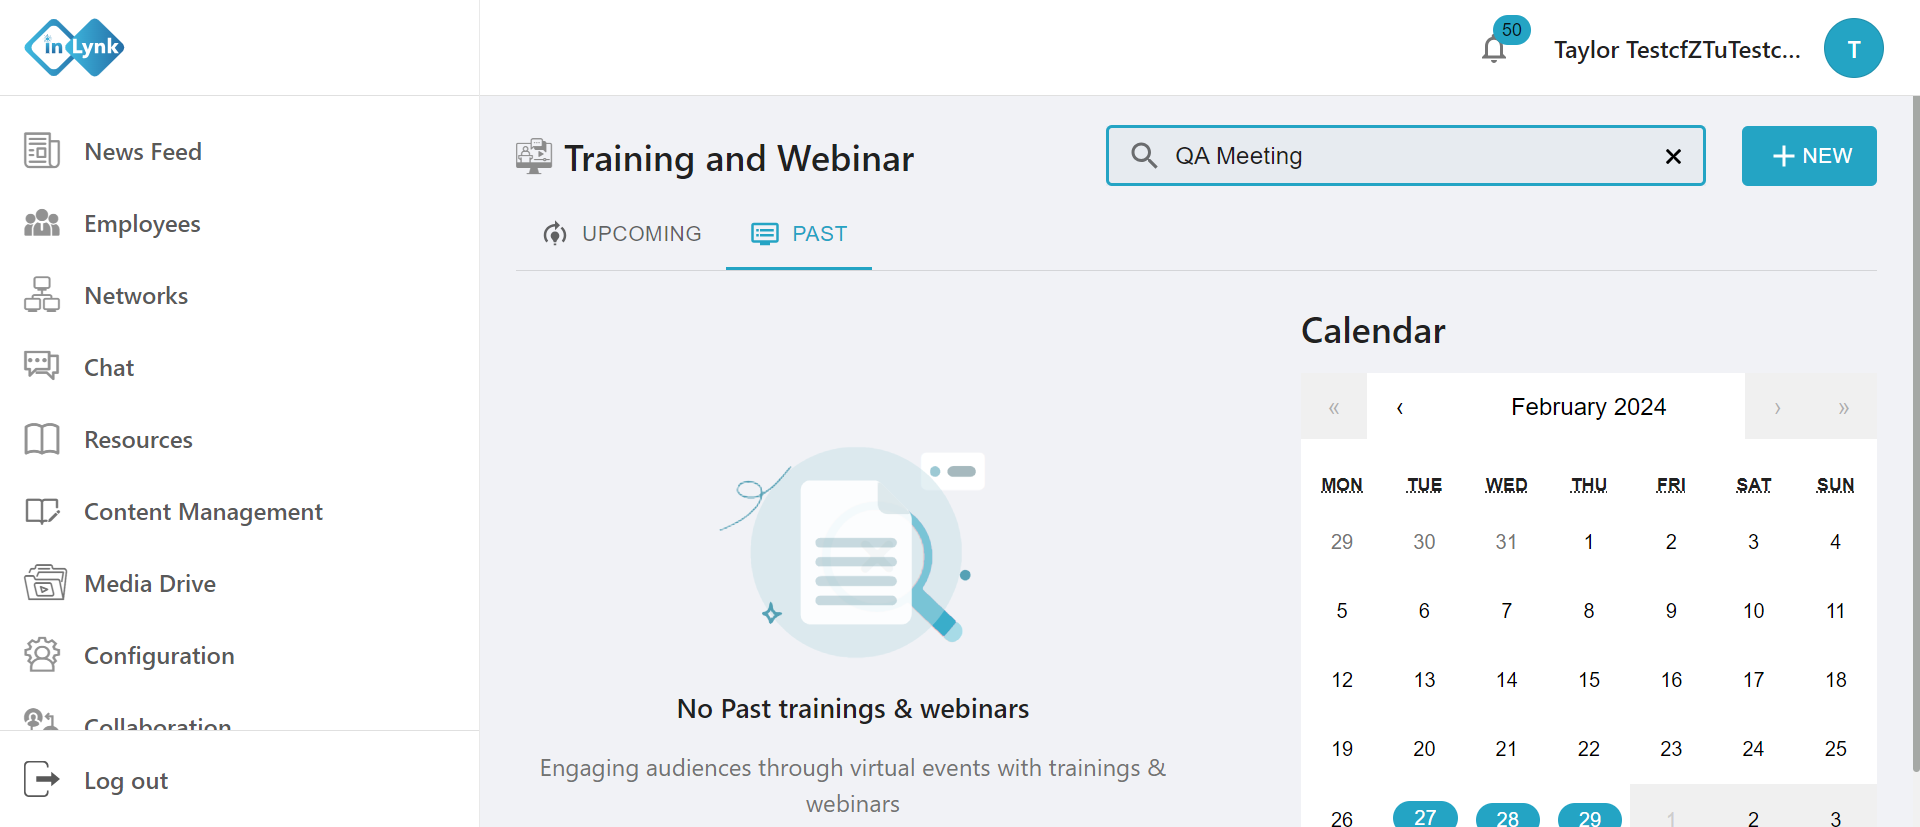 in Lynk
50
Taylor TestcfZTuTestc...
T
News Feed
Employees
Networks
Chat
Resources
Content Management
Media Drive
Configuration
Collaboration
Log out
Training and Webinar
QA Meeting
NEW
UPCOMING
PAST
No Past trainings & webinars
Engaging audiences through virtual events with trainings &
webinars
Calendar
« ‹ February 2024 › »
MON TUE WED THU FRI SAT SUN
29 30 31 1 2 3 4
5 6 7 8 9 10 11
12 13 14 15 16 17 18
19 20 21 22 23 24 25
26 27 28 29 1 2 3